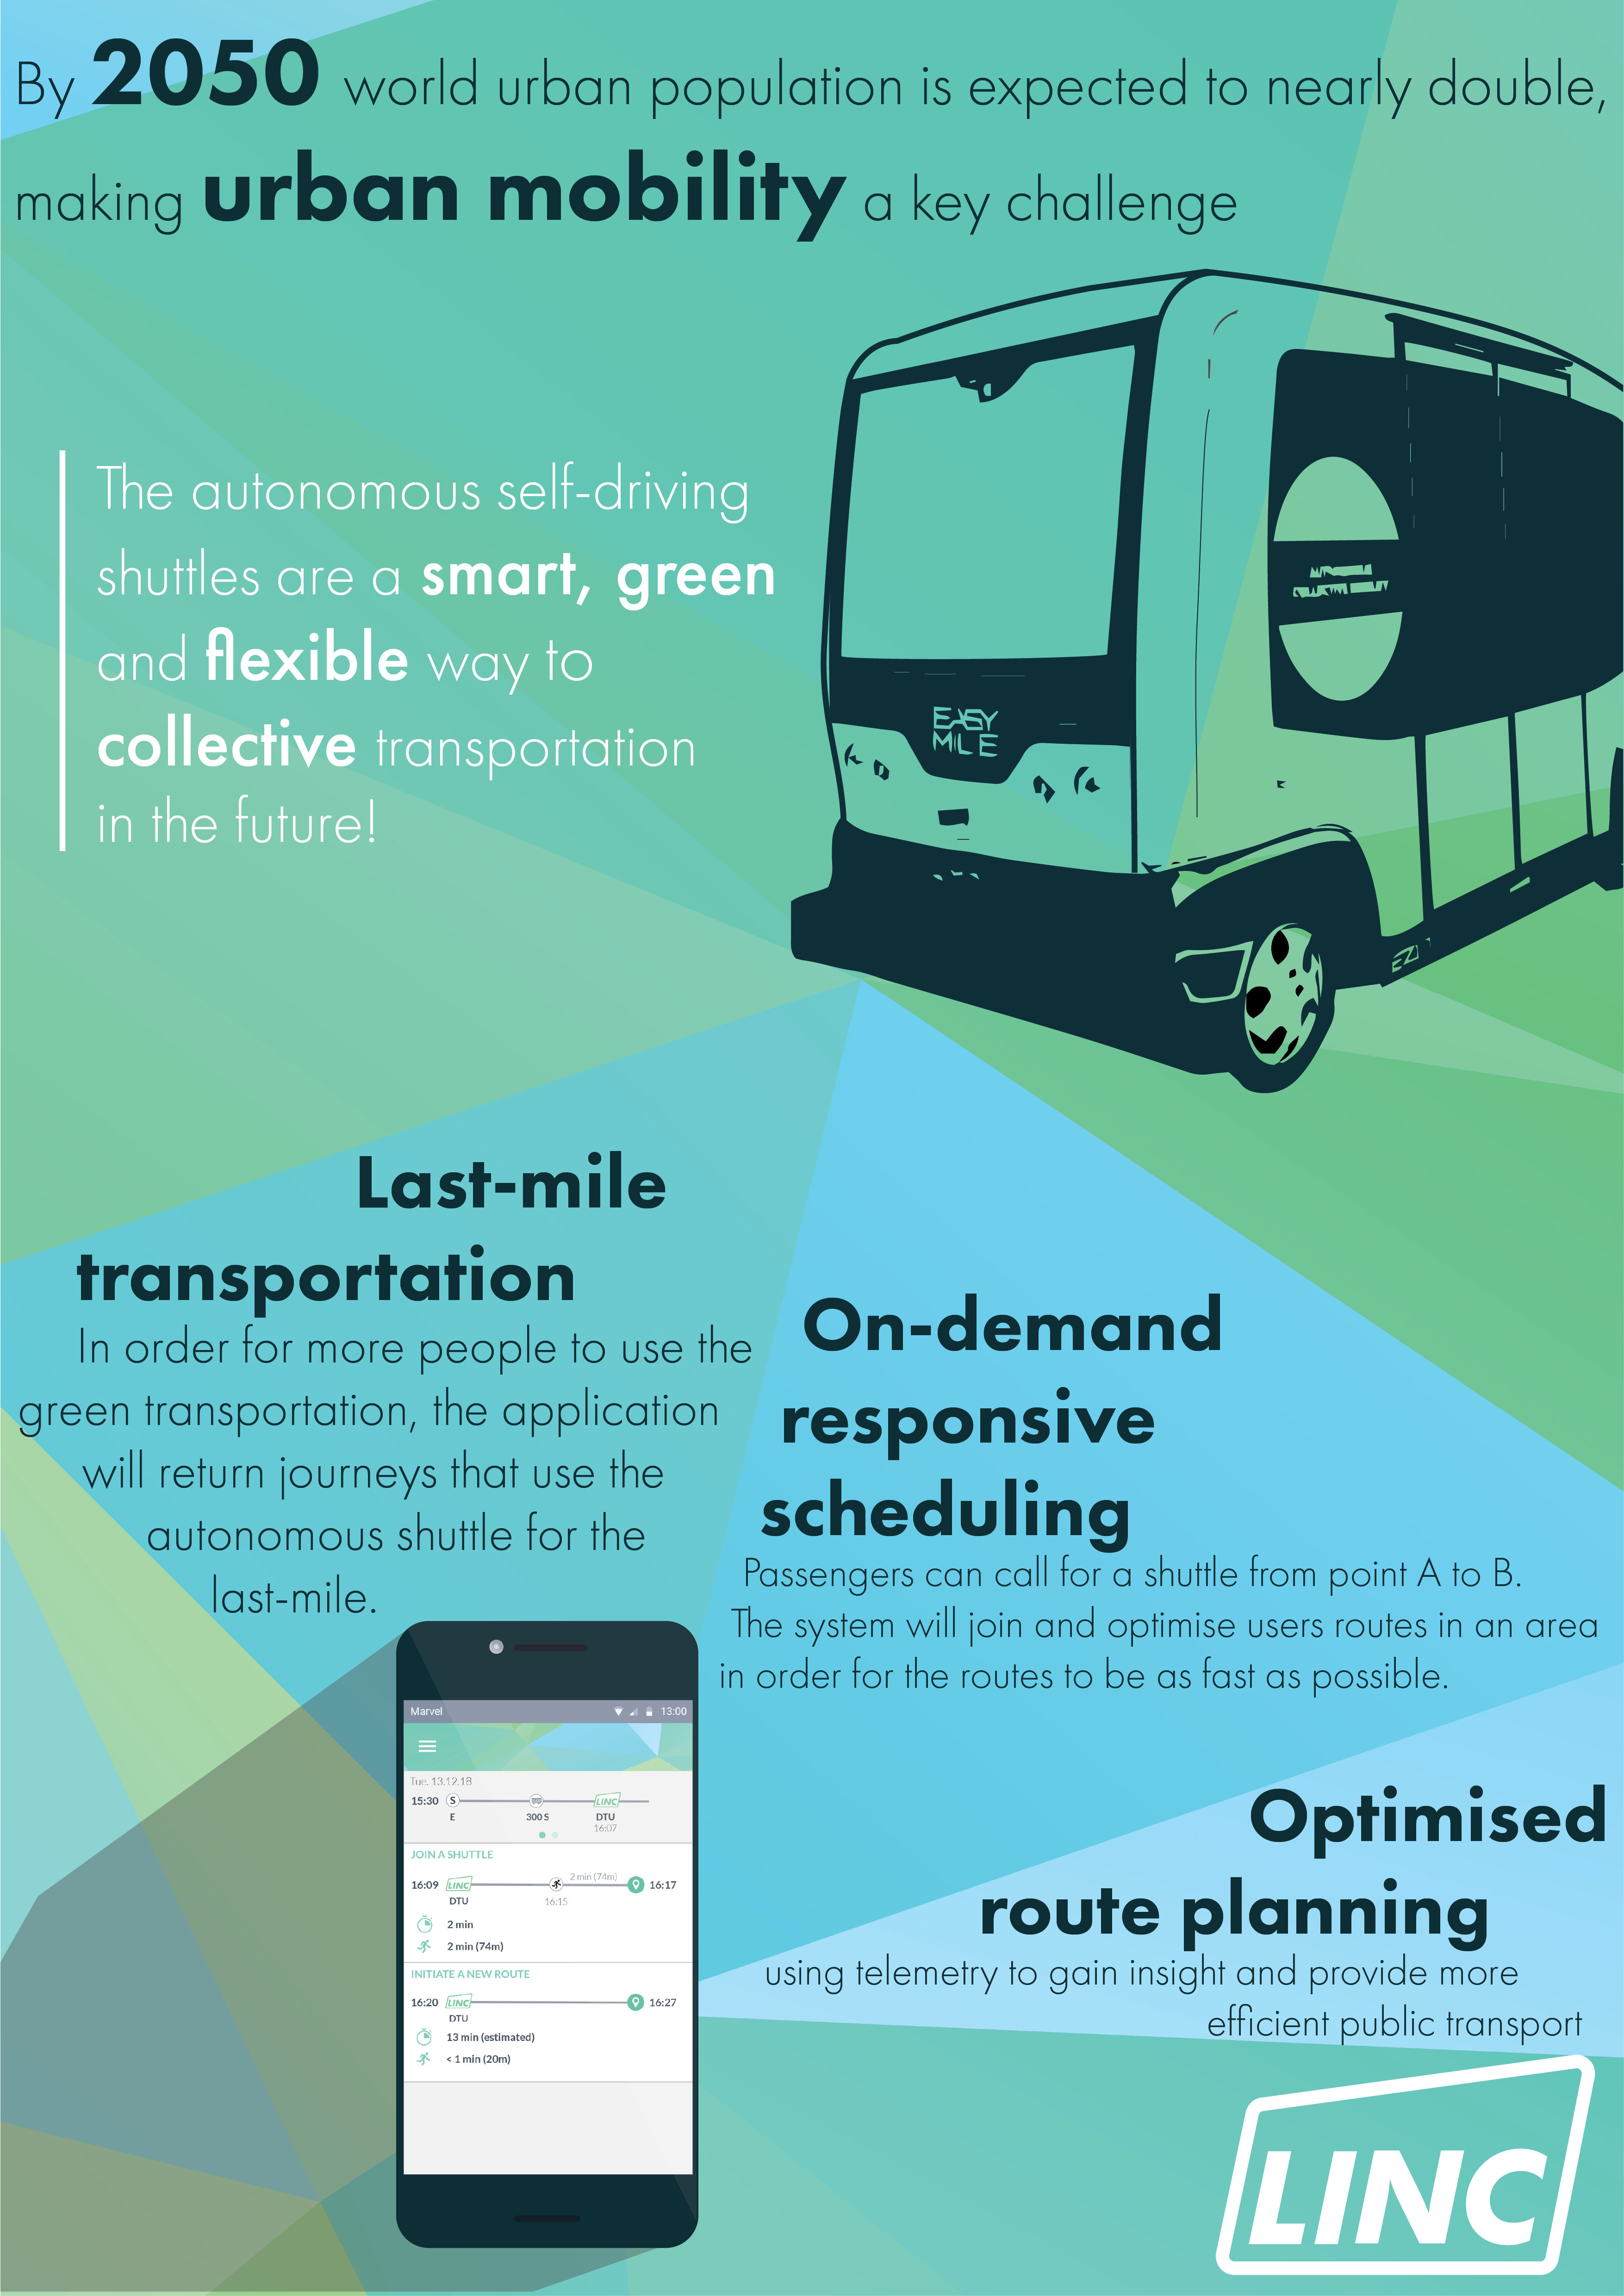 By 2050 world urban population is expected to nearly double,
making urban mobility a key challenge
The autonomous self-driving
shuttles are a smart, green
and flexible way to
collective transportation
in the future!
EASY
MILE
EZ
Last-mile
transportation
In order for more people to use the
green transportation, the application
will return journeys that use the
autonomous shuttle for the
last-mile.
On-demand
responsive
scheduling
Passengers can call for a shuttle from point A to B.
The system will join and optimise users routes in an area
in order for the routes to be as fast as possible.
Marvel 13:00
Tue. 13.12.18
15:30 S LINC
E 300 S DTU
16:07
JOIN A SHUTTLE
2 min (74m)
16:09 LINC 16:17
DTU 16:15
2 min
2 min (74m)
INITIATE A NEW ROUTE
16:20 LINC 16:27
DTU
13 min (estimated)
< 1 min (20m)
Optimised
route planning
using telemetry to gain insight and provide more
efficient public transport
LINC